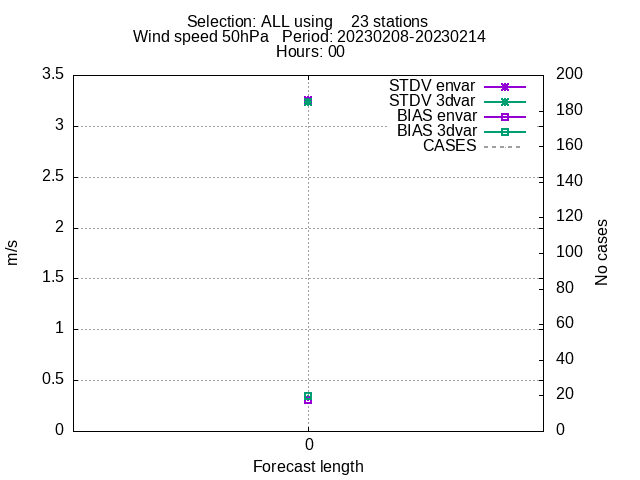 Selection: ALL using    23 stations
Wind speed 50hPa   Period: 20230208-20230214
Hours: 00
3.5
3
2.5
2
1.5
1
0.5
0
m/s
STDV envar
STDV 3dvar
BIAS envar
BIAS 3dvar
CASES
200
180
160
140
120
100
80
60
40
20
0
No cases
0
Forecast length